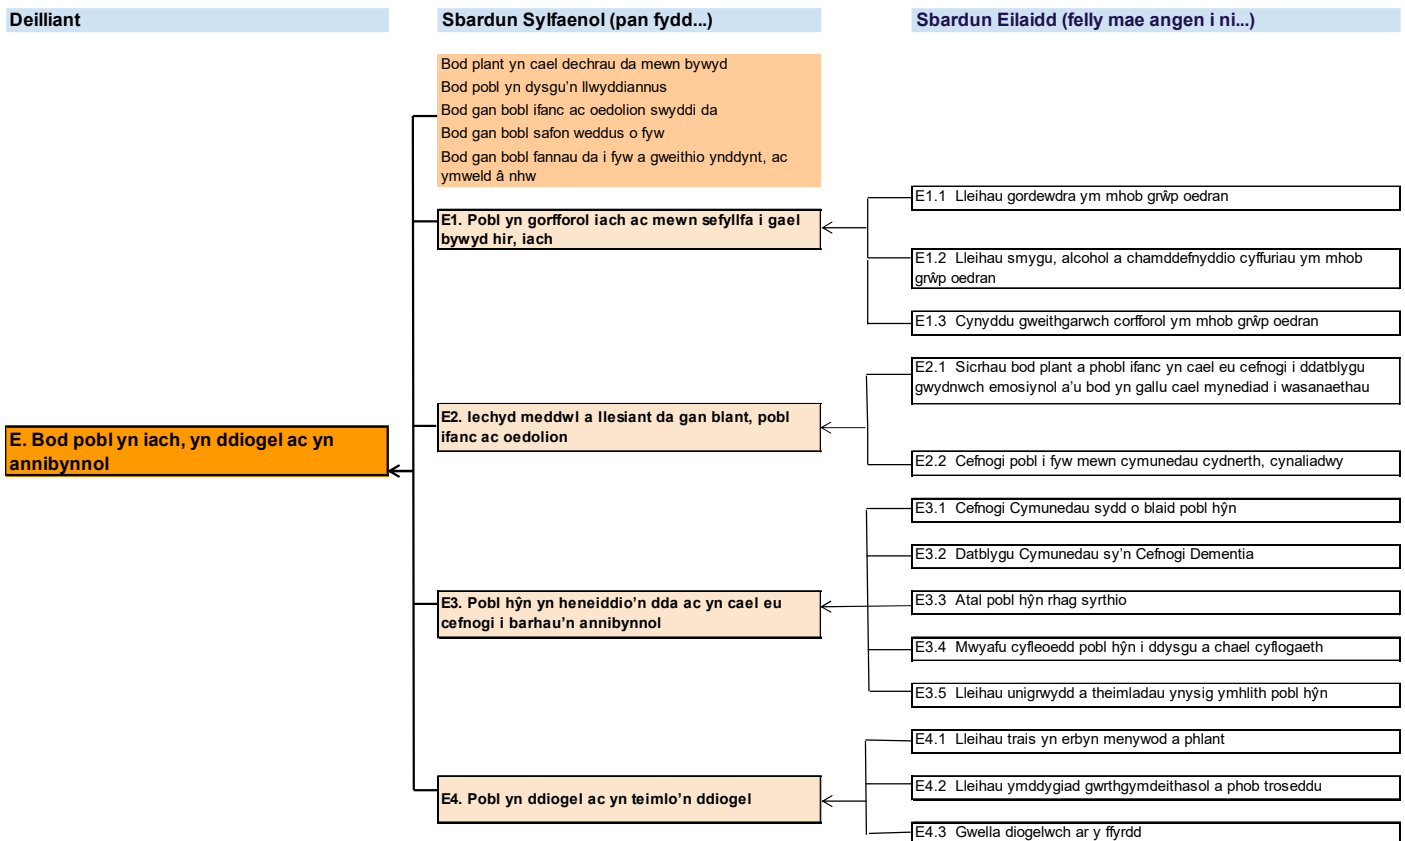 Deilliant
Sbardun Sylfaenol (pan fydd...)
Sbardun Eilaidd (felly mae angen i ni...)
Bod plant yn cael dechrau da mewn bywyd
Bod pobl yn dysgu’n llwyddiannus
Bod gan bobl ifanc ac oedolion swyddi da
Bod gan bobl safon weddus o fyw
Bod gan bobl fannau da i fyw a gweithio ynddynt, ac
ymweld â nhw
E. Bod pobl yn iach, yn ddiogel ac yn
annibynnol
E1. Pobl yn gorfforol iach ac mewn sefyllfa i gael
bywyd hir, iach
E1.1 Lleihau gordewdra ym mhob grŵp oedran
E1.2 Lleihau smygu, alcohol a chamddefnyddio cyffuriau ym mhob
grŵp oedran
E1.3 Cynyddu gweithgarwch corfforol ym mhob grŵp oedran
E2. Iechyd meddwl a llesiant da gan blant, pobl
ifanc ac oedolion
E2.1 Sicrhau bod plant a phobl ifanc yn cael eu cefnogi i ddatblygu
gwydnwch emosiynol a’u bod yn gallu cael mynediad i wasanaethau
E2.2 Cefnogi pobl i fyw mewn cymunedau cydnerth, cynaliadwy
E3. Pobl hŷn yn heneiddio’n dda ac yn cael eu
cefnogi i barhau’n annibynnol
E3.1 Cefnogi Cymunedau sydd o blaid pobl hŷn
E3.2 Datblygu Cymunedau sy’n Cefnogi Dementia
E3.3 Atal pobl hŷn rhag syrthio
E3.4 Mwyafu cyfleoedd pobl hŷn i ddysgu a chael cyflogaeth
E3.5 Lleihau unigrwydd a theimladau ynysig ymhlith pobl hŷn
E4. Pobl yn ddiogel ac yn teimlo’n ddiogel
E4.1 Lleihau trais yn erbyn menywod a phlant
E4.2 Lleihau ymddygiad gwrthgymdeithasol a phob troseddu
E4.3 Gwella diogelwch ar y ffyrdd